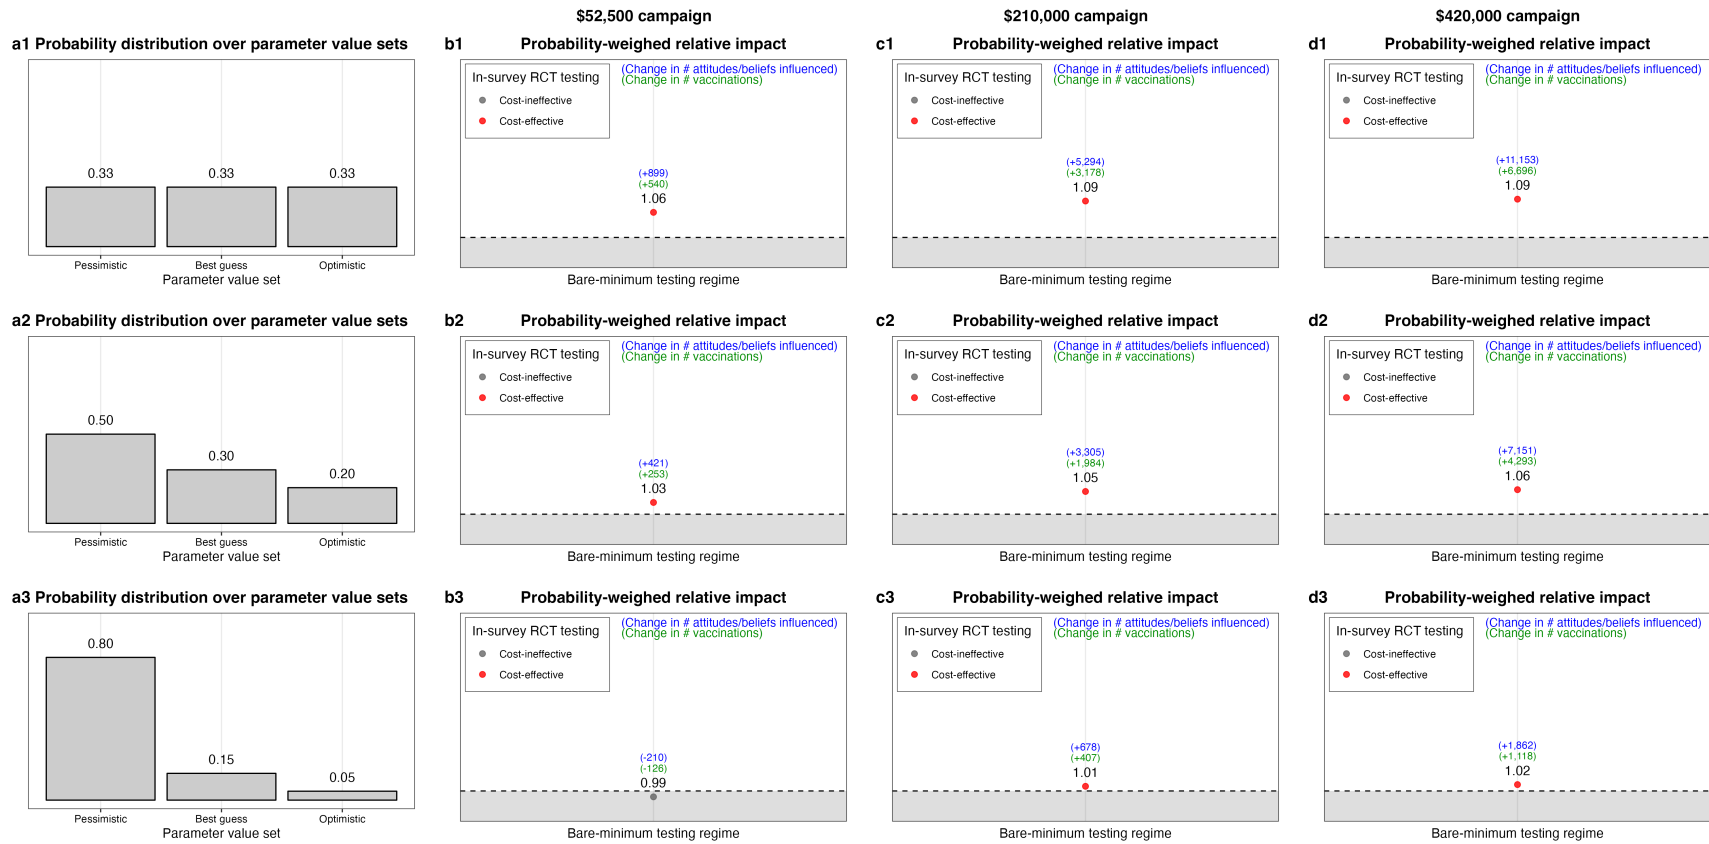 $52,500 campaign
$210,000 campaign
$420,000 campaign
a1 Probability distribution over parameter value sets
0.33
0.33
0.33
Pessimistic
Best guess
Optimistic
Parameter value set
b1
Probability-weighed relative impact
In-survey RCT testing
Cost-ineffective
Cost-effective
(Change in # attitudes/beliefs influenced)
(Change in # vaccinations)
(+899)
(+540)
1.06
Bare-minimum testing regime
c1
Probability-weighed relative impact
In-survey RCT testing
Cost-ineffective
Cost-effective
(Change in # attitudes/beliefs influenced)
(Change in # vaccinations)
(+5,294)
(+3,178)
1.09
Bare-minimum testing regime
d1
Probability-weighed relative impact
In-survey RCT testing
Cost-ineffective
Cost-effective
(Change in # attitudes/beliefs influenced)
(Change in # vaccinations)
(+11,153)
(+6,696)
1.09
Bare-minimum testing regime
a2 Probability distribution over parameter value sets
0.50
0.30
0.20
Pessimistic
Best guess
Optimistic
Parameter value set
b2
Probability-weighed relative impact
In-survey RCT testing
Cost-ineffective
Cost-effective
(Change in # attitudes/beliefs influenced)
(Change in # vaccinations)
(+421)
(+253)
1.03
Bare-minimum testing regime
c2
Probability-weighed relative impact
In-survey RCT testing
Cost-ineffective
Cost-effective
(Change in # attitudes/beliefs influenced)
(Change in # vaccinations)
(+3,305)
(+1,984)
1.05
Bare-minimum testing regime
d2
Probability-weighed relative impact
In-survey RCT testing
Cost-ineffective
Cost-effective
(Change in # attitudes/beliefs influenced)
(Change in # vaccinations)
(+7,151)
(+4,293)
1.06
Bare-minimum testing regime
a3 Probability distribution over parameter value sets
0.80
0.15
0.05
Pessimistic
Best guess
Optimistic
Parameter value set
b3
Probability-weighed relative impact
In-survey RCT testing
Cost-ineffective
Cost-effective
(Change in # attitudes/beliefs influenced)
(Change in # vaccinations)
(-210)
(-126)
0.99
Bare-minimum testing regime
c3
Probability-weighed relative impact
In-survey RCT testing
Cost-ineffective
Cost-effective
(Change in # attitudes/beliefs influenced)
(Change in # vaccinations)
(+678)
(+407)
1.01
Bare-minimum testing regime
d3
Probability-weighed relative impact
In-survey RCT testing
Cost-ineffective
Cost-effective
(Change in # attitudes/beliefs influenced)
(Change in # vaccinations)
(+1,862)
(+1,118)
1.02
Bare-minimum testing regime